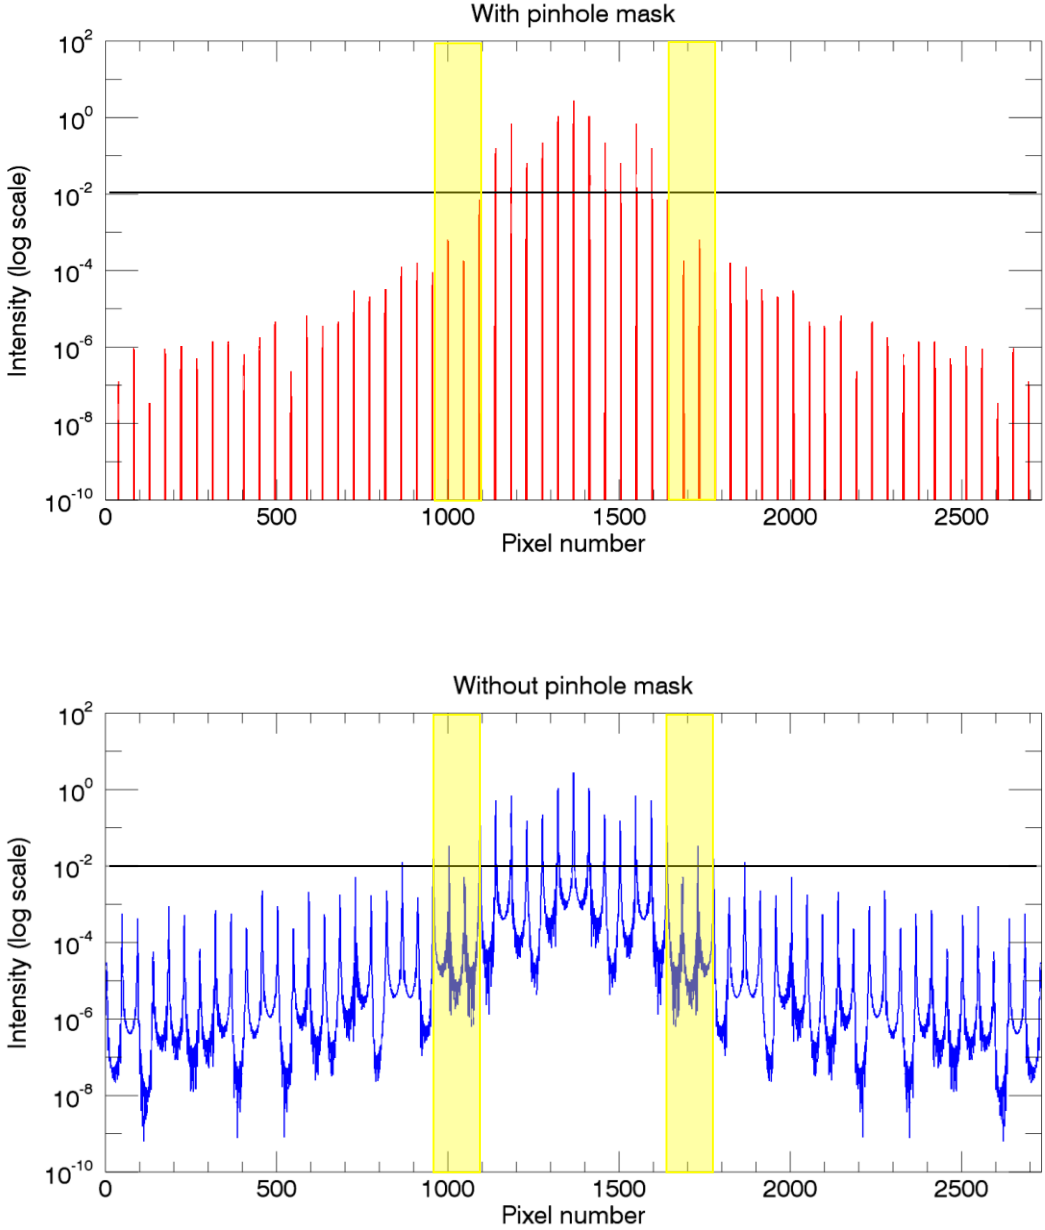 With pinhole mask
10^2
10^0
10^-2
10^-4
10^-6
10^-8
10^-10
Intensity (log scale)
0 500 1000 1500 2000 2500
Pixel number
Without pinhole mask
10^2
10^0
10^-2
10^-4
10^-6
10^-8
10^-10
Intensity (log scale)
0 500 1000 1500 2000 2500
Pixel number